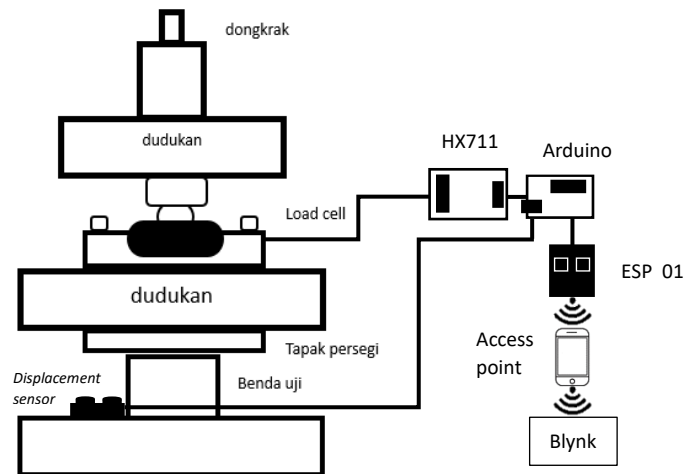 dongkrak
dudukan
HX711
Arduino
Load cell
dudukan
ESP 01
Tapak persegi
Access
point
Benda uji
Displacement
sensor
Blynk